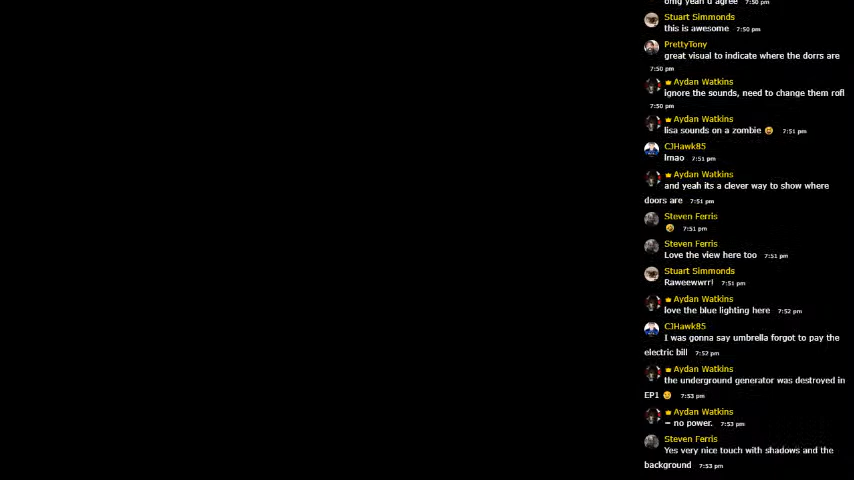 omg yeah u agree 7:50 pm
Stuart Simmonds
this is awesome 7:50 pm
PrettyTony
great visual to indicate where the dorrs are
7:50 pm
Aydan Watkins
ignore the sounds, need to change them rofl
7:50 pm
Aydan Watkins
lisa sounds on a zombie 😆 7:51 pm
CJHawk85
lmao 7:51 pm
Aydan Watkins
and yeah its a clever way to show where
doors are 7:51 pm
Steven Ferris
🤣 7:51 pm
Steven Ferris
Love the view here too 7:51 pm
Stuart Simmonds
Raweewwrr! 7:51 pm
Aydan Watkins
love the blue lighting here 7:52 pm
CJHawk85
I was gonna say umbrella forgot to pay the
electric bill 7:52 pm
Aydan Watkins
the underground generator was destroyed in
EP1 😉 7:53 pm
Aydan Watkins
= no power. 7:53 pm
Steven Ferris
Yes very nice touch with shadows and the
background 7:53 pm